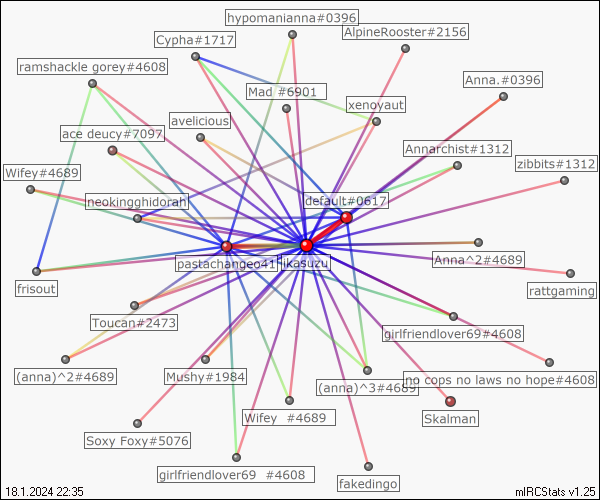 hypomanianna#0396
AlpineRooster#2156
Cypha#1717
ramshackle gorey#4608
Anna.#0396
Mad #6901
xenoyaut
avelicious
ace deucy#7097
Annarchist#1312
zibbits#1312
Wifey#4689
neokingghidorah
default#0617
pastachangeo41
ikasuzu
Anna^2#4689
frisout
rattgaming
Toucan#2473
girlfriendlover69#4608
(anna)^2#4689
Mushy#1984
(anna)^3#4689
no cops no laws no hope#4608
Wifey  #4689
Skalman
Soxy Foxy#5076
girlfriendlover69  #4608
fakedingo
18.1.2024 22:35
mIRCStats v1.25